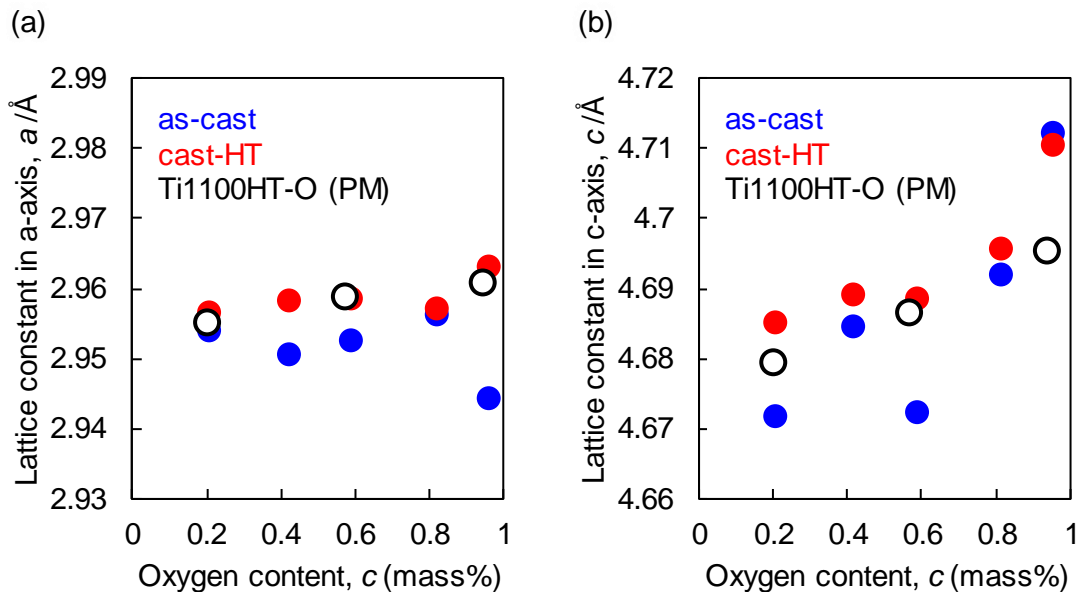 (a)
Lattice constant in a-axis, a /Å
2.99
2.98
2.97
2.96
2.95
2.94
2.93
as-cast
cast-HT
Ti1100HT-O (PM)
0 0.2 0.4 0.6 0.8 1
Oxygen content, c (mass%)
(b)
Lattice constant in c-axis, c /Å
4.72
4.71
4.7
4.69
4.68
4.67
4.66
as-cast
cast-HT
Ti1100HT-O (PM)
0 0.2 0.4 0.6 0.8 1
Oxygen content, c (mass%)